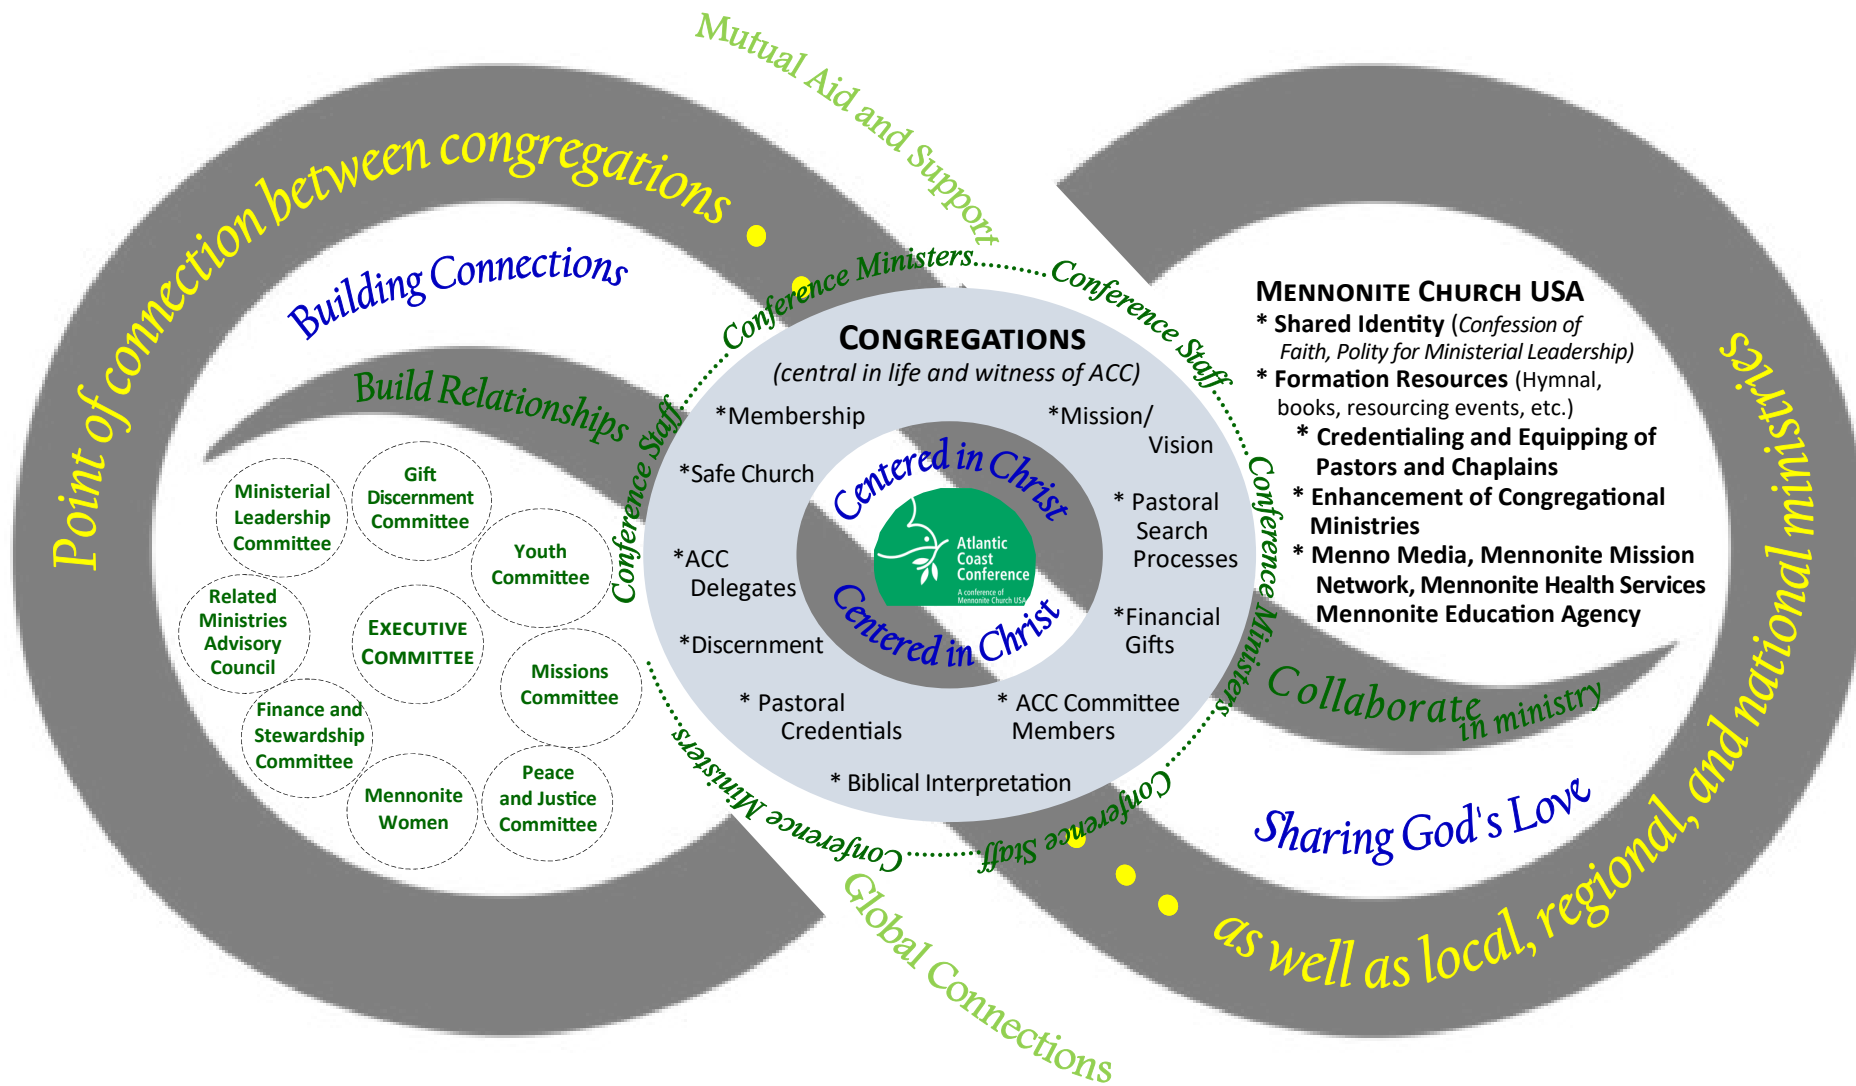 Mutual Aid and Support
Point of connection between congregations • •
Building Connections
Build Relationships
Gift
Discernment
Committee
Ministerial
Leadership
Committee
Youth
Committee
Related
Ministries
Advisory
Council
EXECUTIVE
COMMITTEE
Missions
Committee
Finance and
Stewardship
Committee
Mennonite
Women
Peace
and Justice
Committee
Conference Staff
Conference Ministers
Conference Staff
Conference Ministers
Conference Staff
Conference Ministers
CONGREGATIONS
(central in life and witness of ACC)
*Membership
*Safe Church
*ACC
Delegates
*Discernment
* Pastoral
Credentials
* Biblical Interpretation
*Mission/
Vision
* Pastoral
Search
Processes
*Financial
Gifts
* ACC Committee
Members
Centered in Christ
Atlantic
Coast
Conference
A conference of
Mennonite Church USA
Centered in Christ
MENNONITE CHURCH USA
* Shared Identity (Confession of
Faith, Polity for Ministerial Leadership)
* Formation Resources (Hymnal,
books, resourcing events, etc.)
* Credentialing and Equipping of
Pastors and Chaplains
* Enhancement of Congregational
Ministries
* Menno Media, Mennonite Mission
Network, Mennonite Health Services
Mennonite Education Agency
Collaborate
in ministry
Sharing God's Love
• • • as well as local, regional, and national ministries
Global Connections